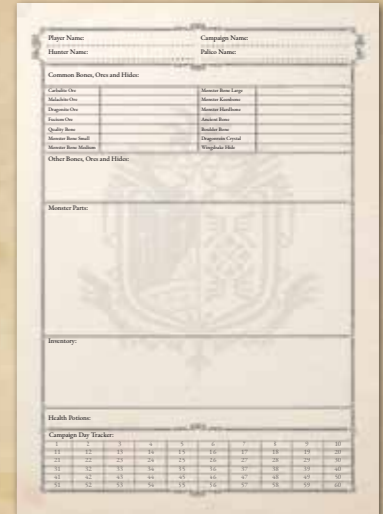 Player Name: Campaign Name:
Hunter Name: Palico Name:
Common Bones, Ores and Hides:
Carbalite Ore Monster Bone Large
Malachite Ore Monster Keenbone
Dragonite Ore Monster Hardbone
Fucium Ore Ancient Bone
Quality Bone Boulder Bone
Monster Bone Small Dragonvein Crystal
Monster Bone Medium Wingdrake Hide
Other Bones, Ores and Hides:
Monster Parts:
Inventory:
Health Potions:
Campaign Day Tracker:
1 2 3 4 5 6 7 8 9 10
11 12 13 14 15 16 17 18 19 20
21 22 23 24 25 26 27 28 29 30
31 32 33 34 35 36 37 38 39 40
41 42 43 44 45 46 47 48 49 50
51 52 53 54 55 56 57 58 59 60